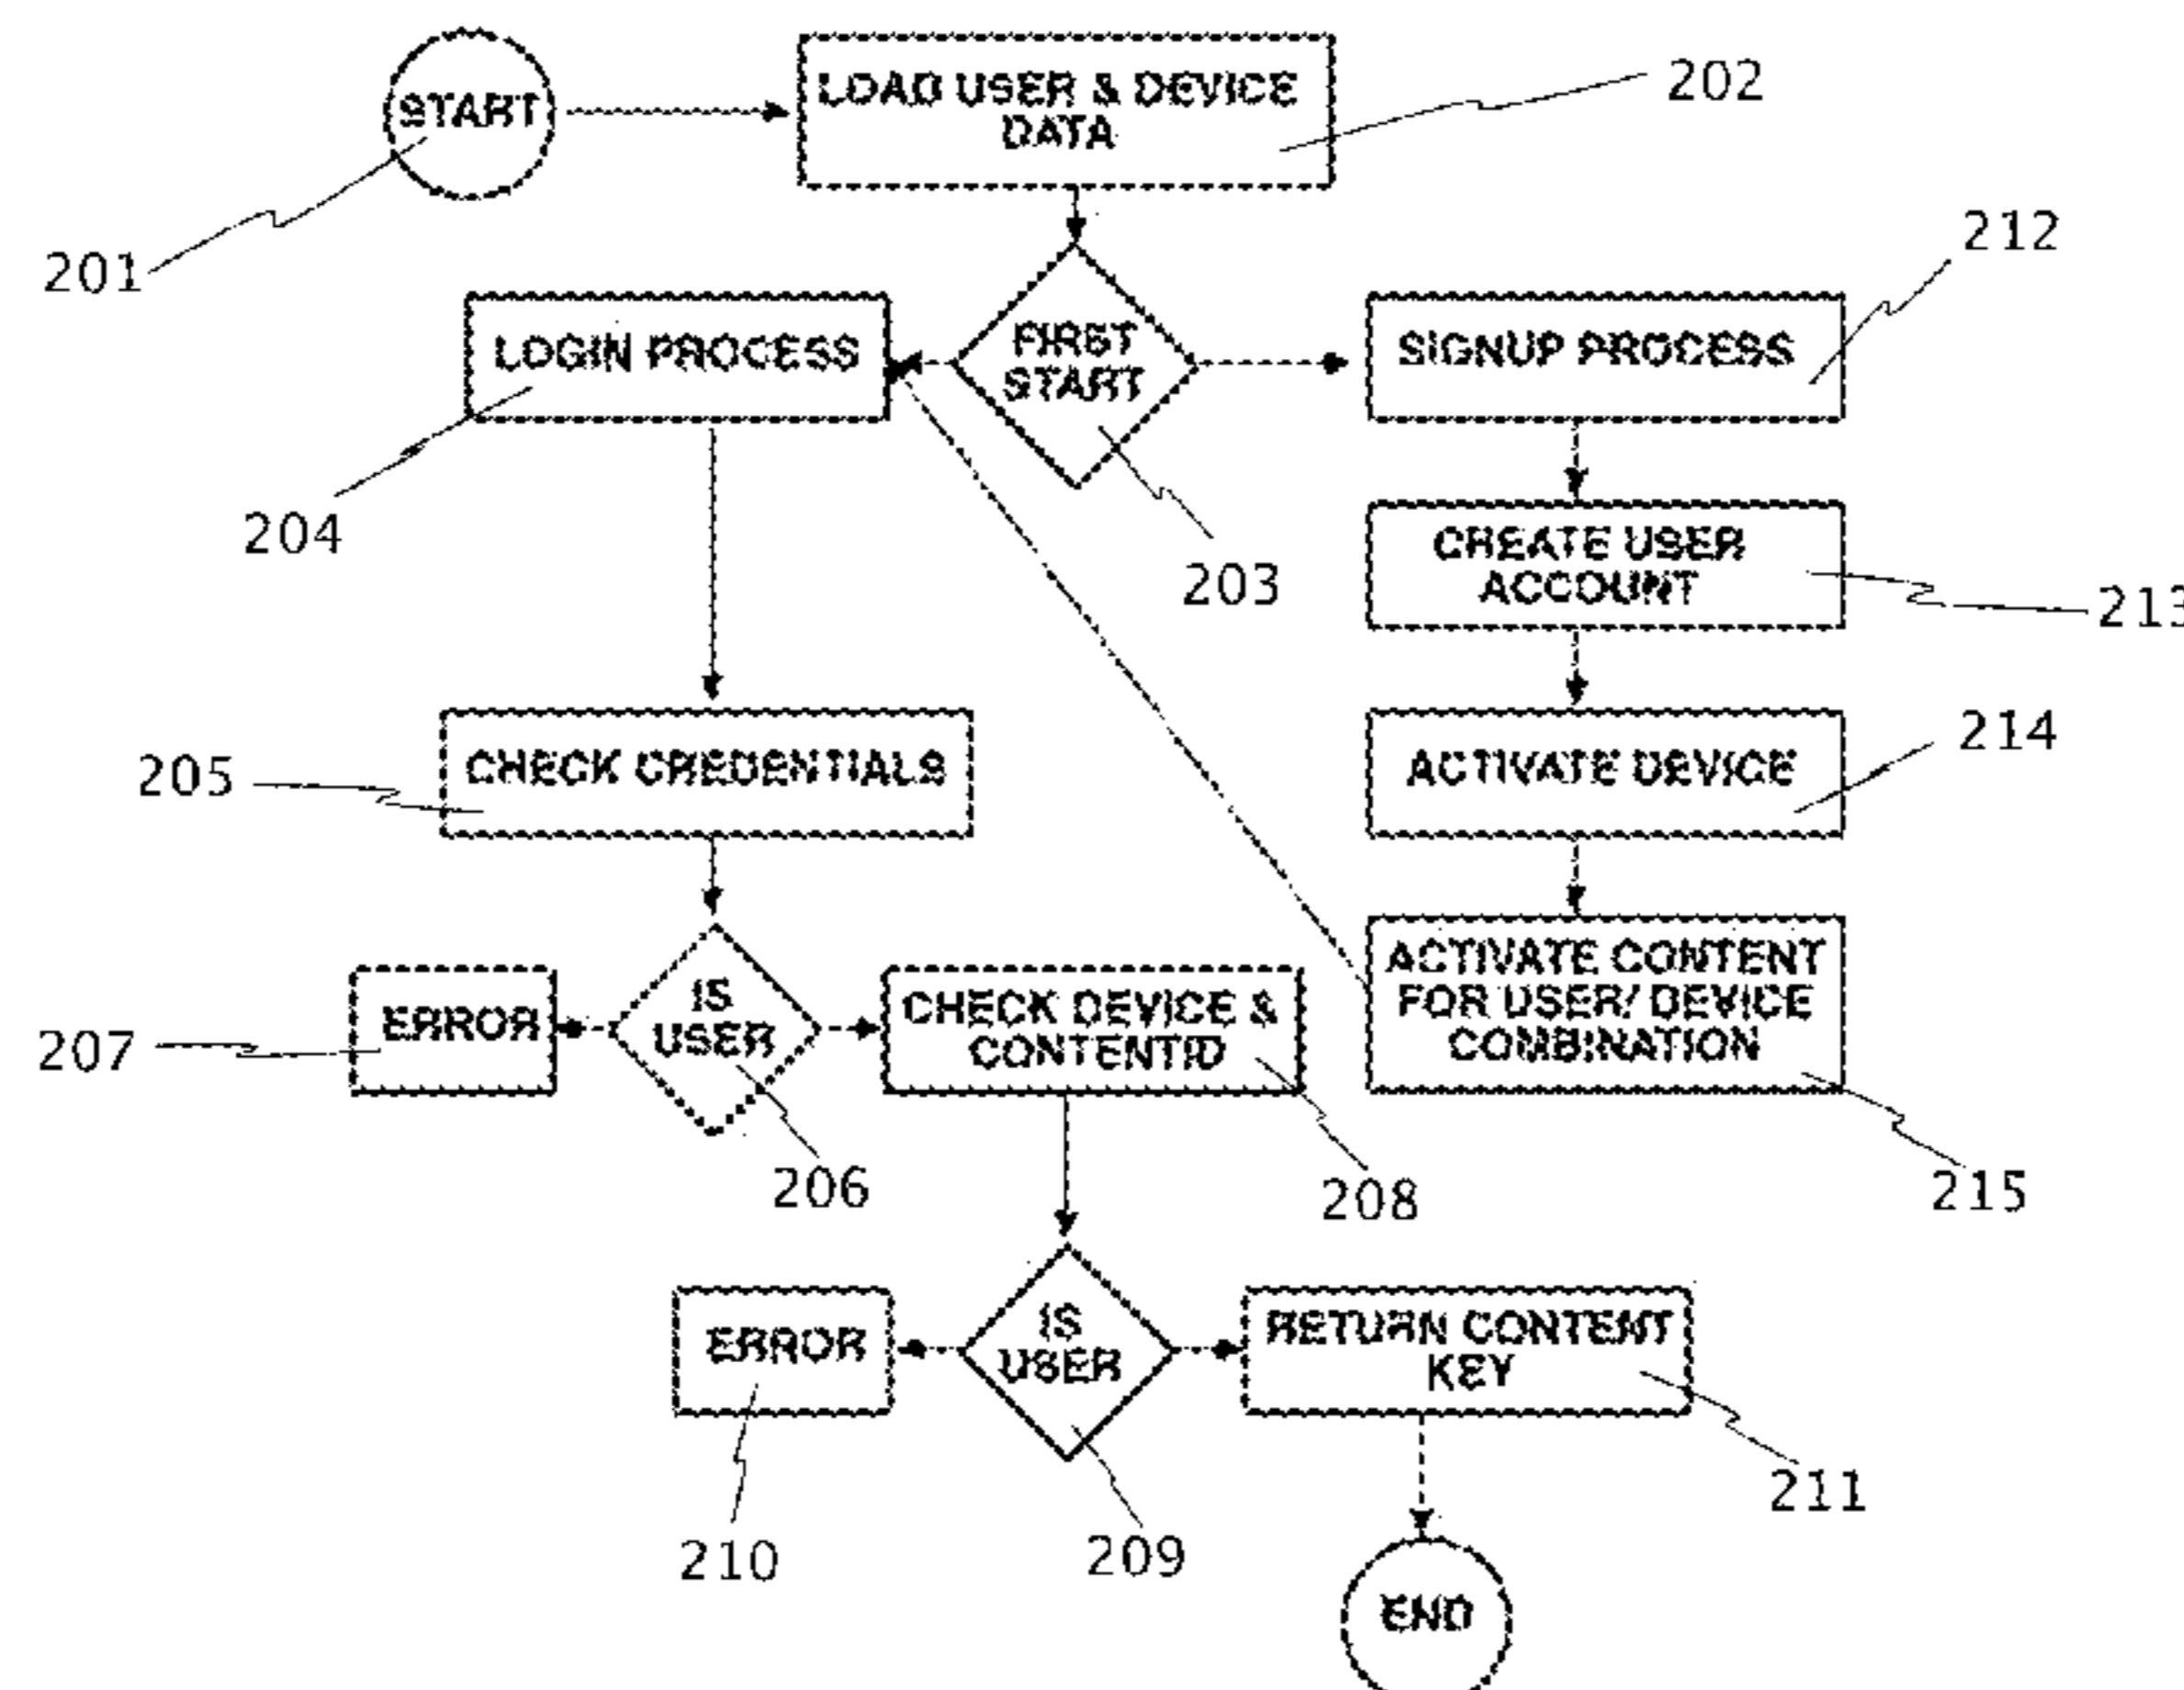 START
LOAD USER & DEVICE
DATA
202
201
212
LOGIN PROCESS
FIRST
START
SIGNUP PROCESS
204
203
CREATE USER
ACCOUNT
213
205
CHECK CREDENTIALS
ACTIVATE DEVICE
214
207
ERROR
IS
USER
CHECK DEVICE &
CONTENTID
ACTIVATE CONTENT
FOR USER/ DEVICE
COMBINATION
206
208
215
ERROR
IS
USER
RETURN CONTENT
KEY
210
209
211
END